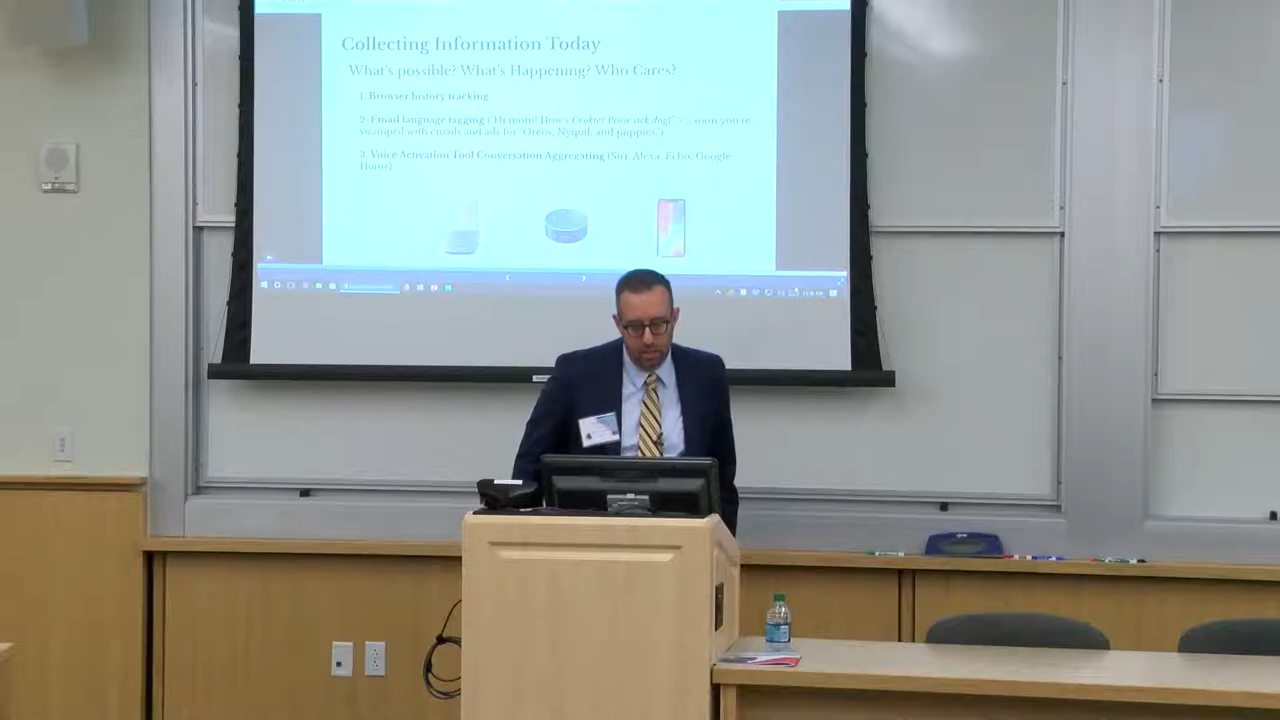 Collecting Information Today
What's possible? What's Happening? Who Cares?
1. Browser history tracking
2. Email language tagging ("Hi mom! How's Cookie? Poor sick dog!" soon you're
swamped with emails and ads for "Oreos, Nyquil, and puppies.")
3. Voice Activation Tool Conversation Aggregating (Siri, Alexa, Echo, Google
Home)